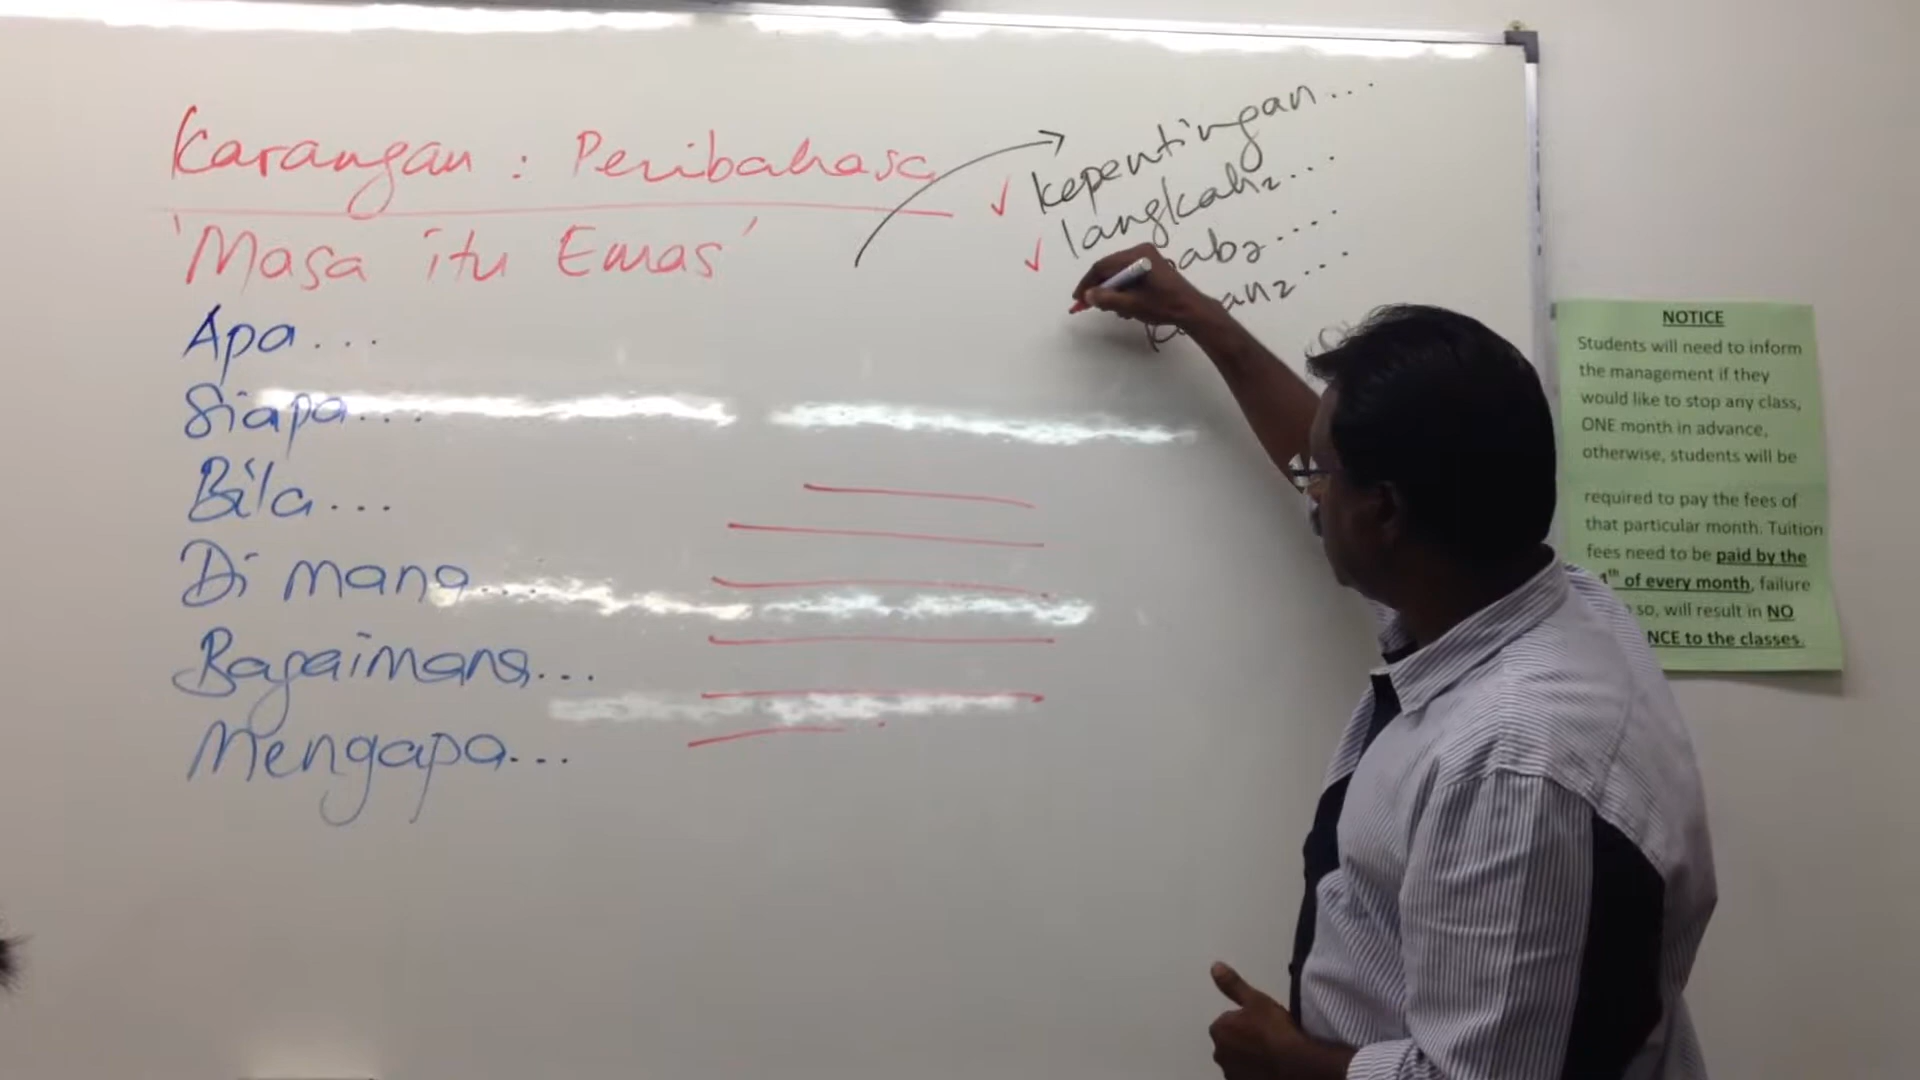 Karangan : Peribahasa
'Masa itu Emas'
Apa...
Siapa...
Bila...
Di mana...
Bagaimana...
Mengapa...
kepentingan...
langkah2...
NOTICE
Students will need to inform
the management if they
would like to stop any class,
ONE month in advance,
otherwise, students will be
required to pay the fees of
that particular month. Tuition
fees need to be paid by the
th of every month, failure
so, will result in NO
to the classes.